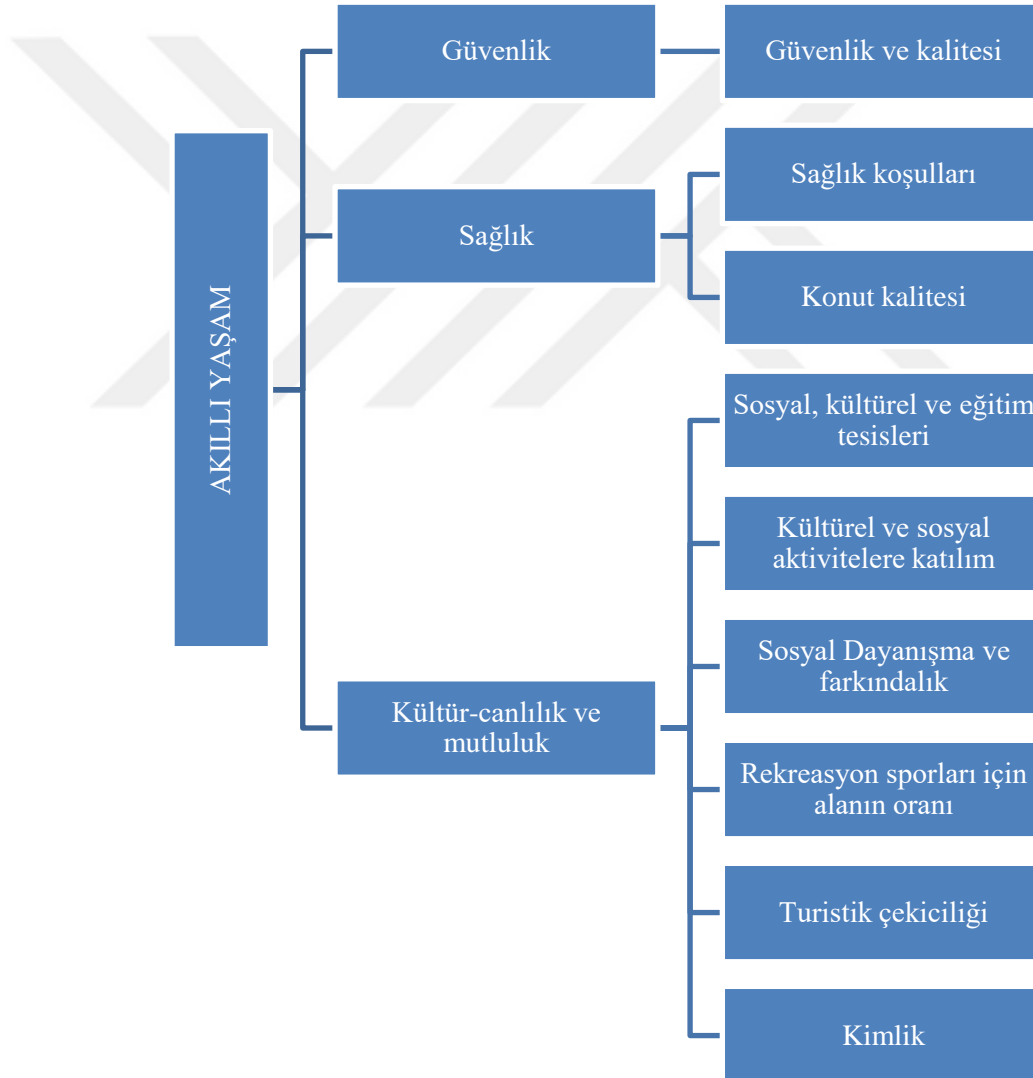 AKILLI YAŞAM
Güvenlik
Güvenlik ve kalitesi
Sağlık
Sağlık koşulları
Konut kalitesi
Kültür-canlılık ve
mutluluk
Sosyal, kültürel ve eğitim
tesisleri
Kültürel ve sosyal
aktivitelere katılım
Sosyal Dayanışma ve
farkındalık
Rekreasyon sporları için
alanın oranı
Turistik çekiciliği
Kimlik